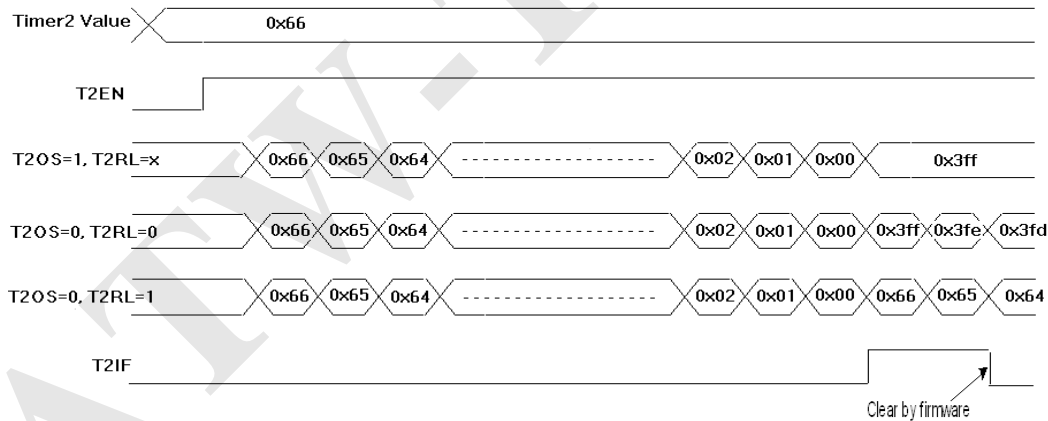 Timer2 Value 0x66
T2EN
T2OS=1, T2RL=x 0x66 0x65 0x64 0x02 0x01 0x00 0x3ff
T2OS=0, T2RL=0 0x66 0x65 0x64 0x02 0x01 0x00 0x3ff 0x3fe 0x3fd
T2OS=0, T2RL=1 0x66 0x65 0x64 0x02 0x01 0x00 0x66 0x65 0x64
T2IF
Clear by firmware